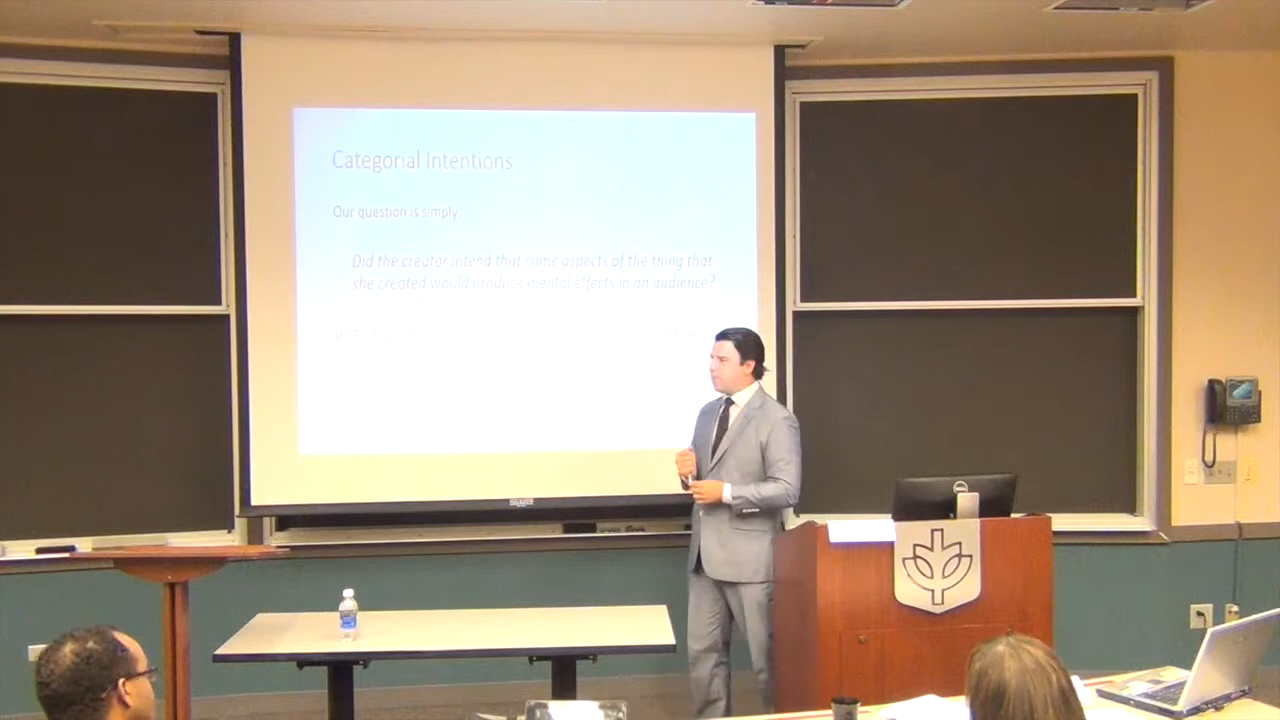 Categorial Intentions
Our question is simply:
Did the creator intend that some aspects of the thing that
she created would produce mental effects in an audience?
DELL